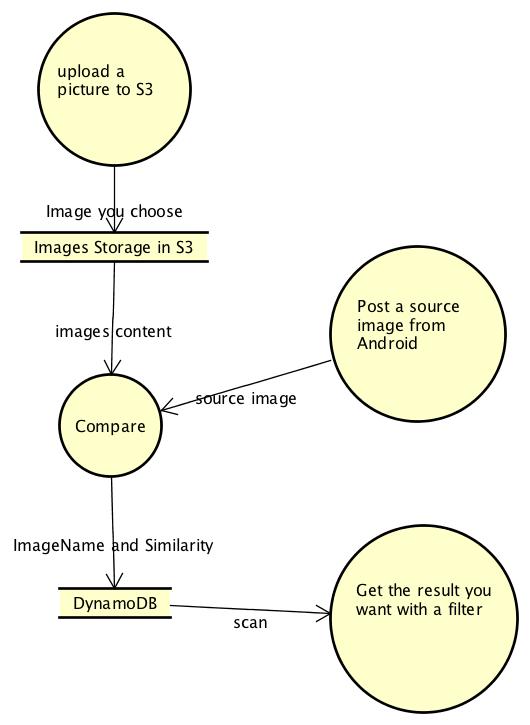 upload a
picture to S3
Image you choose
Images Storage in S3
images content
Post a source
image from
Android
source image
Compare
ImageName and Similarity
DynamoDB
scan
Get the result you
want with a filter